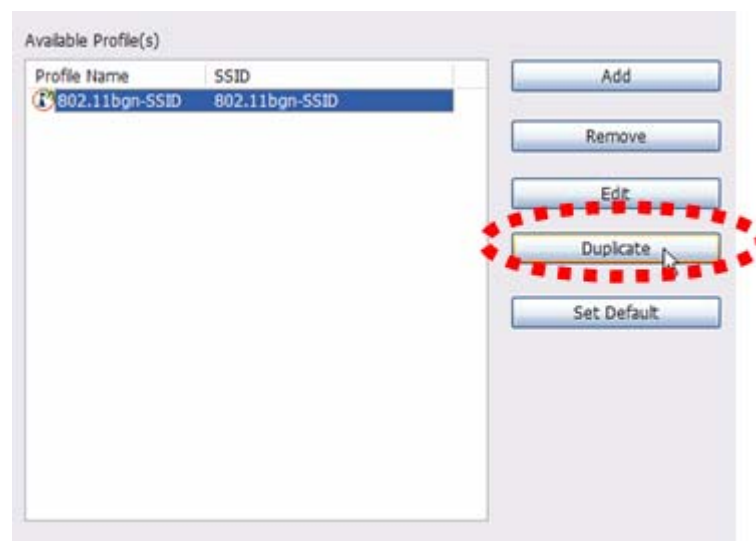 Available Profile(s)
Profile Name SSID
802.11bgn-SSID 802.11bgn-SSID
Add
Remove
Edit
Duplicate
Set Default